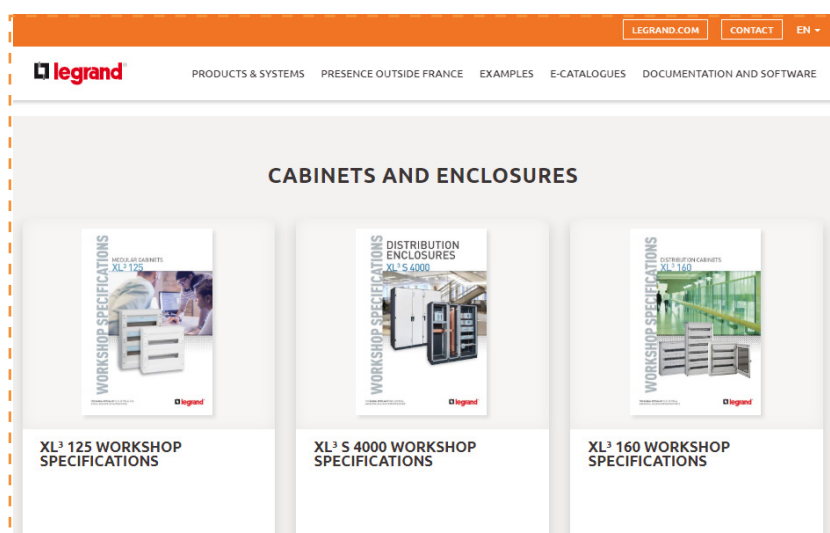 LEGRAND.COM
CONTACT
EN
legrand
PRODUCTS & SYSTEMS
PRESENCE OUTSIDE FRANCE
EXAMPLES
E-CATALOGUES
DOCUMENTATION AND SOFTWARE
CABINETS AND ENCLOSURES
WORKSHOP SPECIFICATIONS
MODULAR CABINETS
XL³ 125
legrand
WORKSHOP SPECIFICATIONS
DISTRIBUTION
ENCLOSURES
XL³ S 4000
legrand
WORKSHOP SPECIFICATIONS
DISTRIBUTION CABINETS
XL³ 160
legrand
XL³ 125 WORKSHOP
SPECIFICATIONS
XL³ S 4000 WORKSHOP
SPECIFICATIONS
XL³ 160 WORKSHOP
SPECIFICATIONS